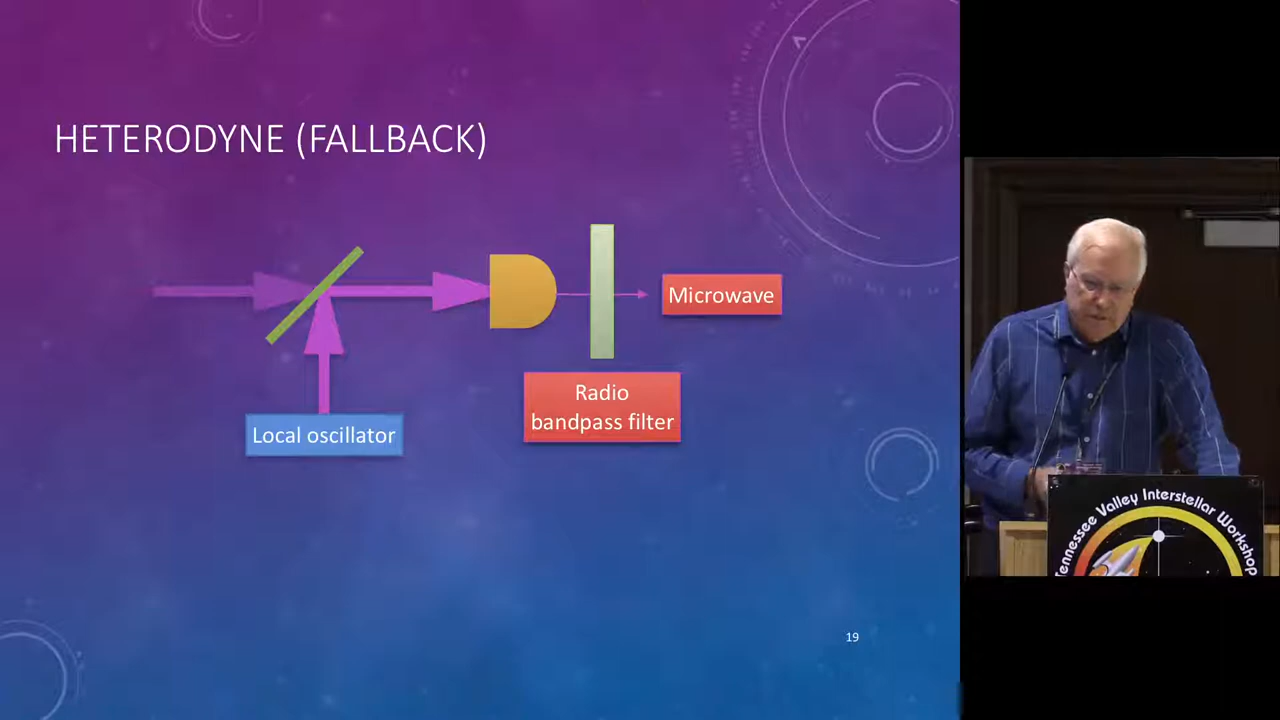 HETERODYNE (FALLBACK)
Microwave
Radio
bandpass filter
Local oscillator
19
Tennessee Valley Interstellar Workshop